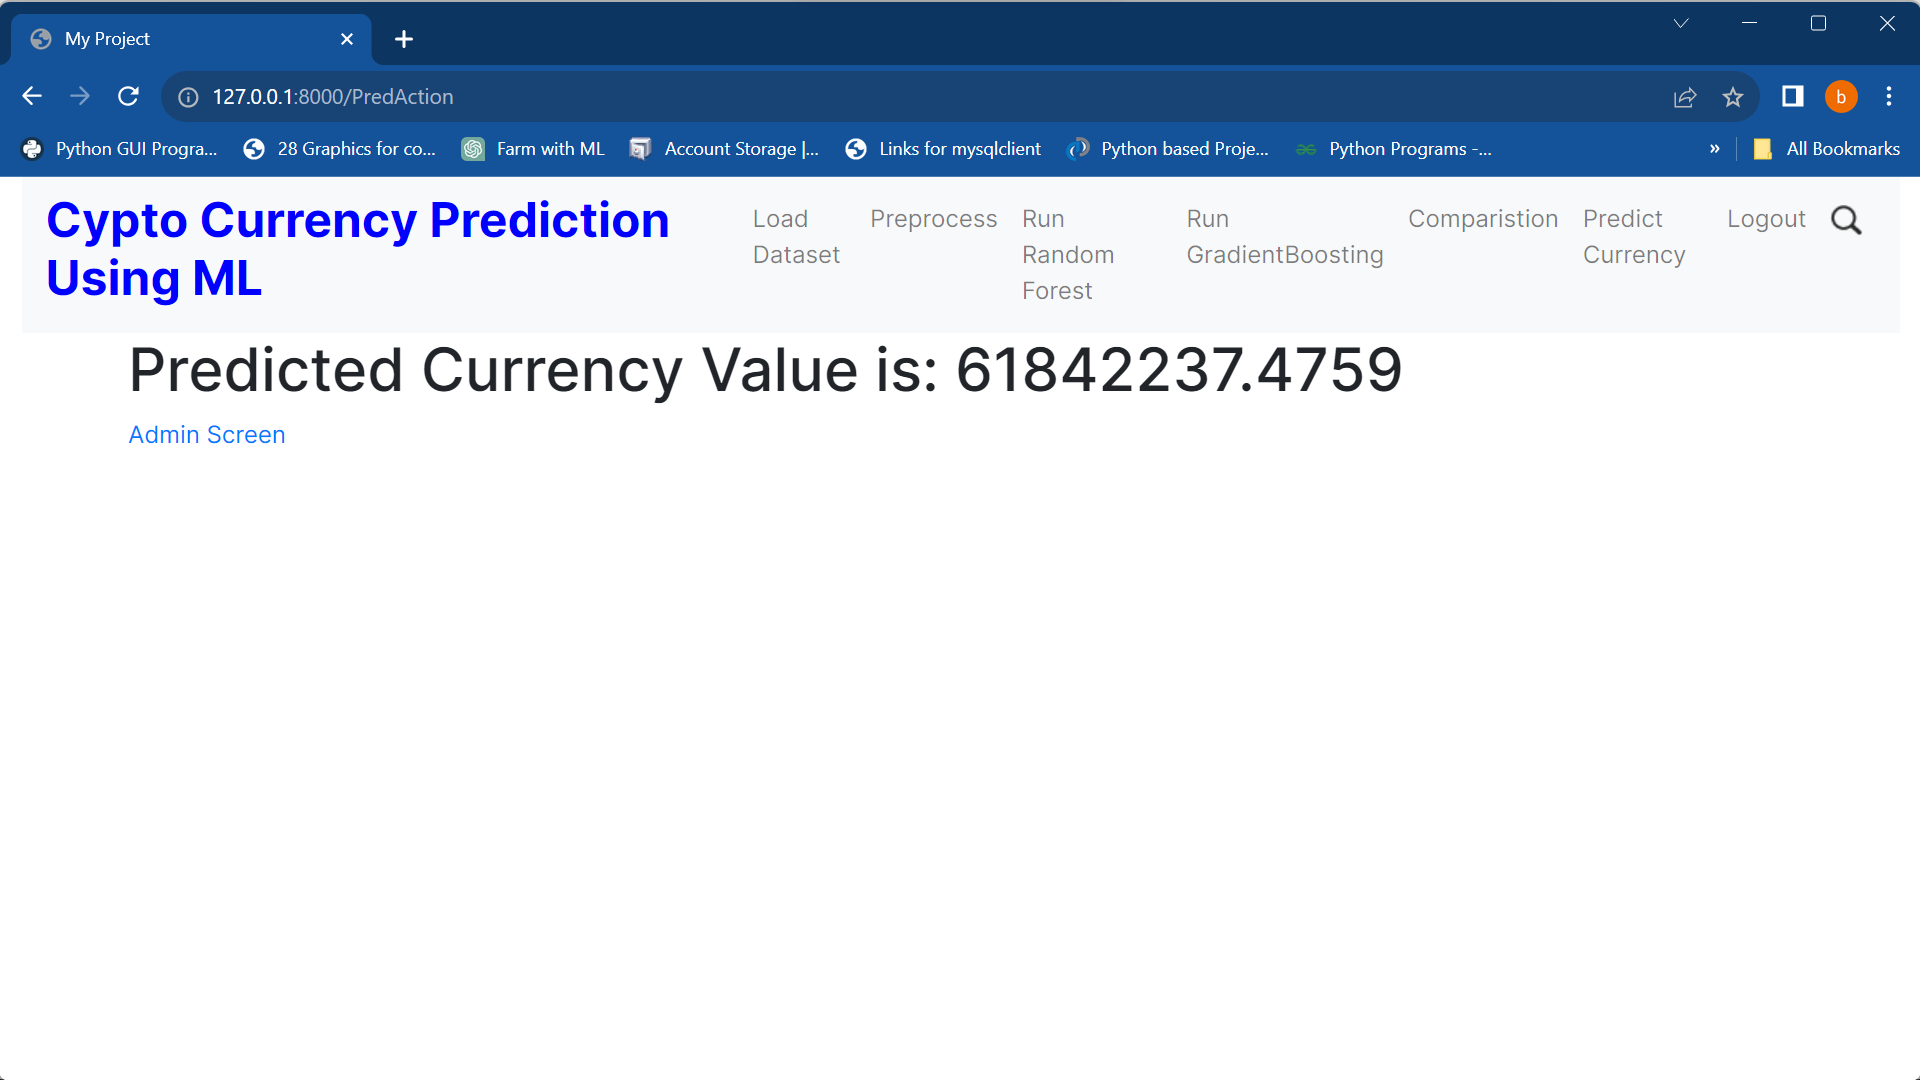 My Project
127.0.0.1:8000/PredAction
b
Python GUI Progra...
28 Graphics for co...
Farm with ML
Account Storage |...
Links for mysqlclient
Python based Proje...
Python Programs -...
»
All Bookmarks
Cypto Currency Prediction
Using ML
Load
Dataset
Preprocess
Run
Random
Forest
Run
GradientBoosting
Comparistion
Predict
Currency
Logout
Predicted Currency Value is: 61842237.4759
Admin Screen